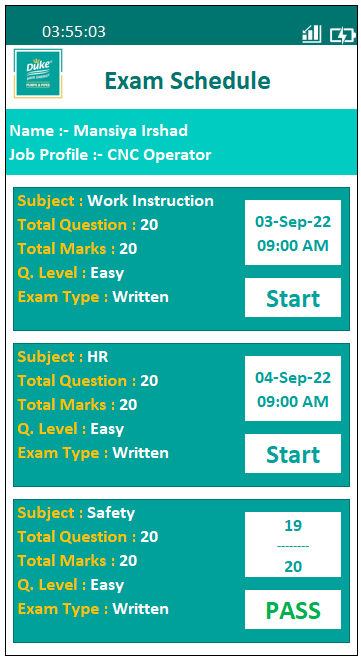 03:55:03
Duke
PUMPS & PIPES
Exam Schedule
Name :- Mansiya Irshad
Job Profile :- CNC Operator
Subject : Work Instruction
Total Question : 20
Total Marks : 20
Q. Level : Easy
Exam Type : Written
03-Sep-22
09:00 AM
Start
Subject : HR
Total Question : 20
Total Marks : 20
Q. Level : Easy
Exam Type : Written
04-Sep-22
09:00 AM
Start
Subject : Safety
Total Question : 20
Total Marks : 20
Q. Level : Easy
Exam Type : Written
19
--------
20
PASS